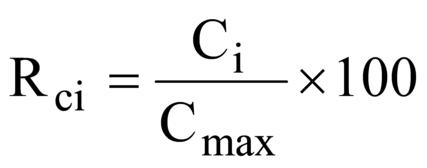 R_ci = C_i / C_max × 100